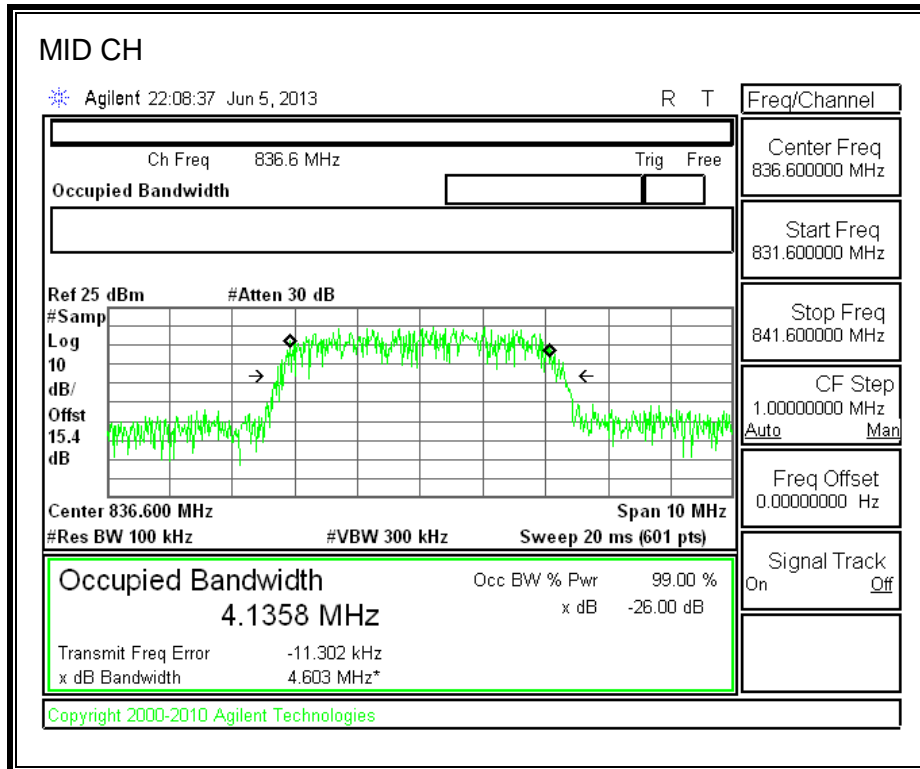 MID CH
Agilent 22:08:37 Jun 5, 2013 R T
Freq/Channel
Ch Freq 836.6 MHz Trig Free
Occupied Bandwidth
Center Freq
836.600000 MHz
Start Freq
831.600000 MHz
Stop Freq
841.600000 MHz
CF Step
1.00000000 MHz
Auto Man
Freq Offset
0.00000000 Hz
Signal Track
On Off
Ref 25 dBm #Atten 30 dB
#Samp
Log
10
dB/
Offst
15.4
dB
Center 836.600 MHz Span 10 MHz
#Res BW 100 kHz #VBW 300 kHz Sweep 20 ms (601 pts)
Occupied Bandwidth Occ BW % Pwr 99.00 %
4.1358 MHz x dB -26.00 dB
Transmit Freq Error -11.302 kHz
x dB Bandwidth 4.603 MHz*
Copyright 2000-2010 Agilent Technologies